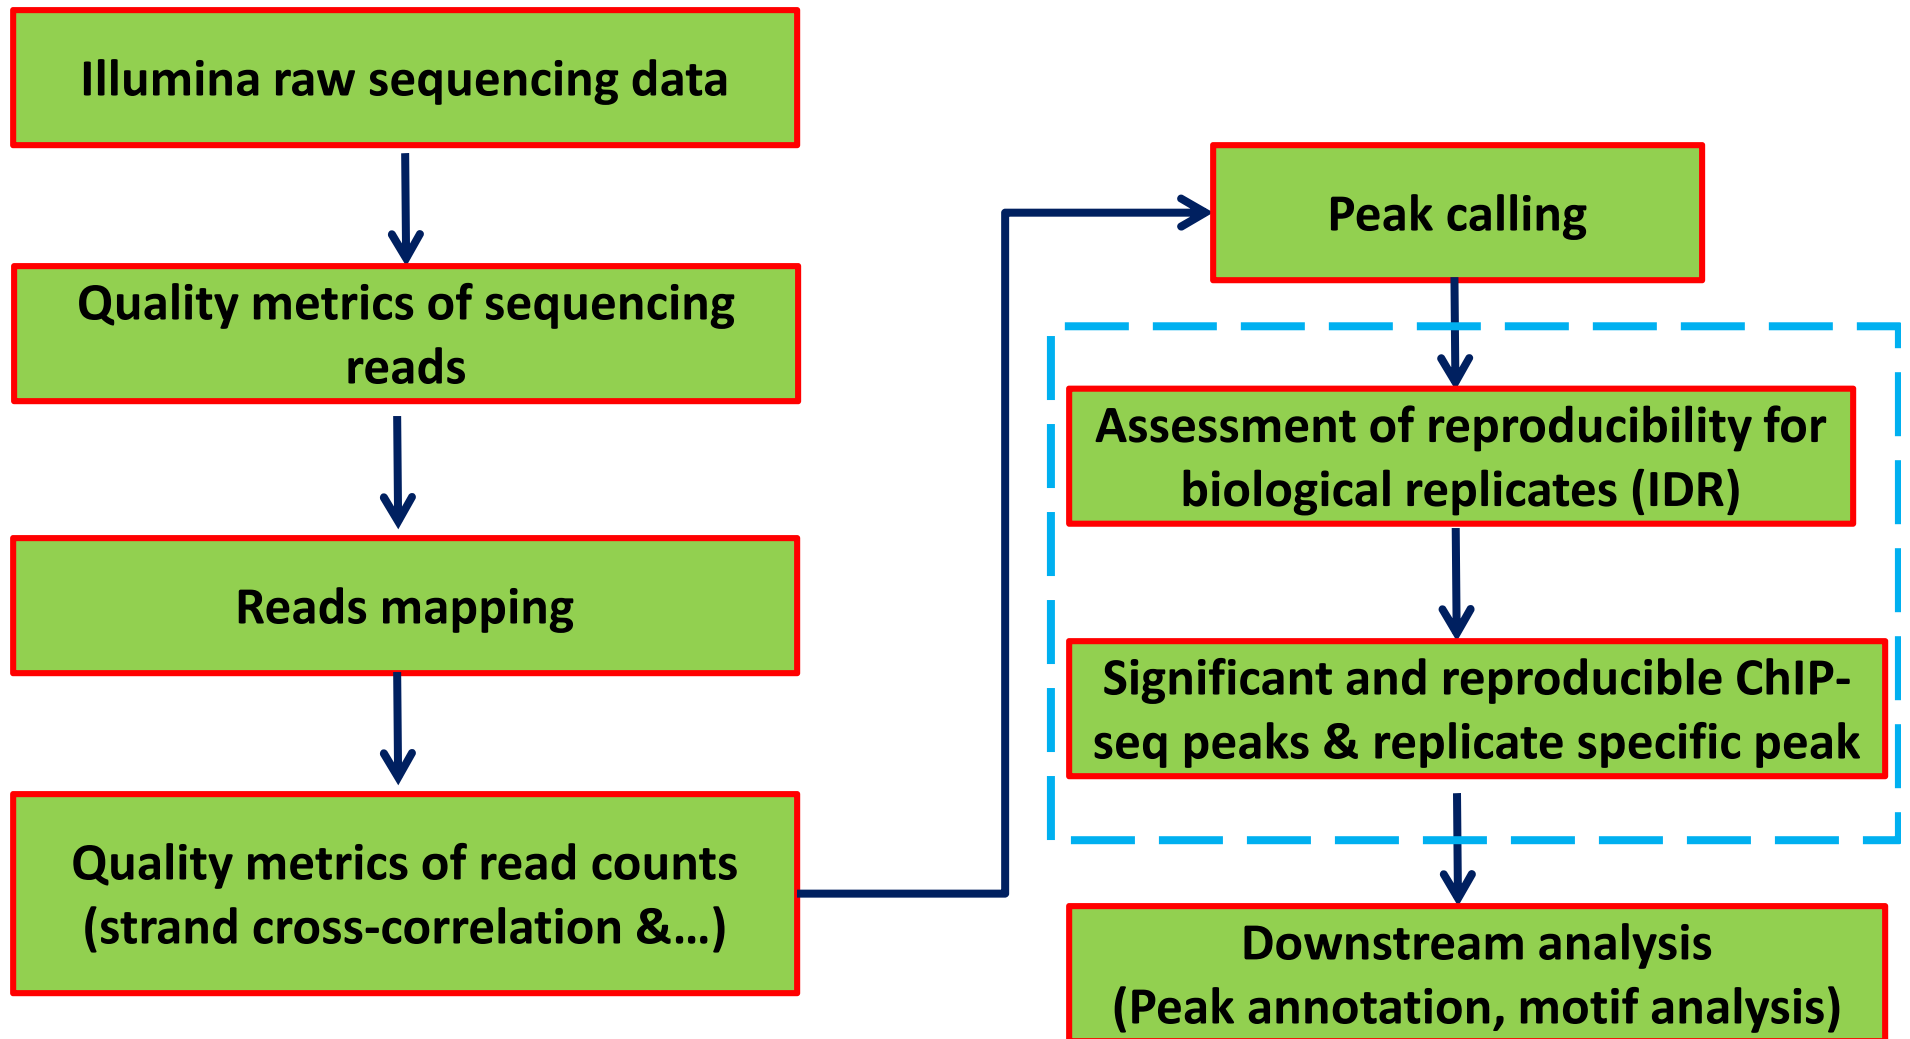 Illumina raw sequencing data
Quality metrics of sequencing
reads
Reads mapping
Quality metrics of read counts
(strand cross-correlation &...)
Peak calling
Assessment of reproducibility for
biological replicates (IDR)
Significant and reproducible ChIP-
seq peaks & replicate specific peak
Downstream analysis
(Peak annotation, motif analysis)